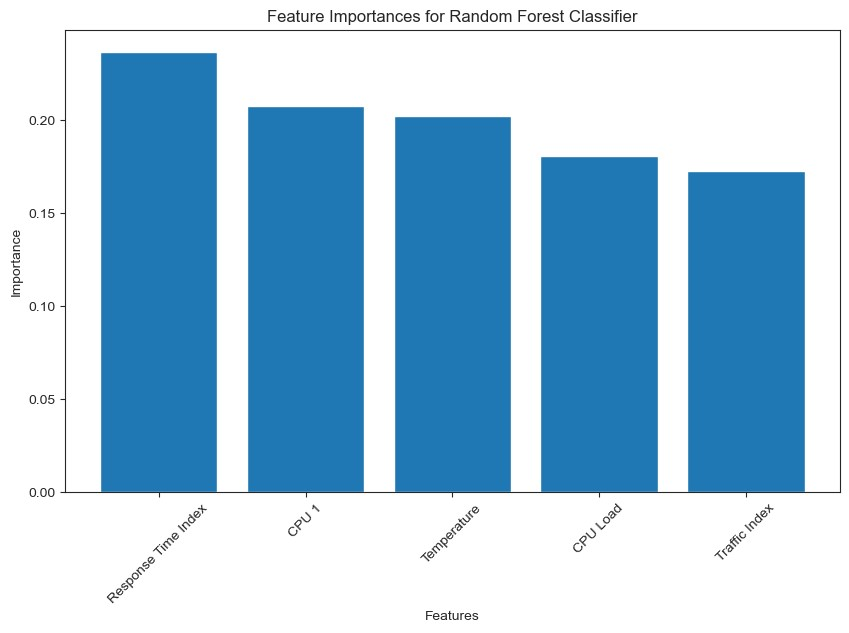 Feature Importances for Random Forest Classifier
Importance
0.20
0.15
0.10
0.05
0.00
Response Time Index
CPU 1
Temperature
CPU Load
Traffic Index
Features